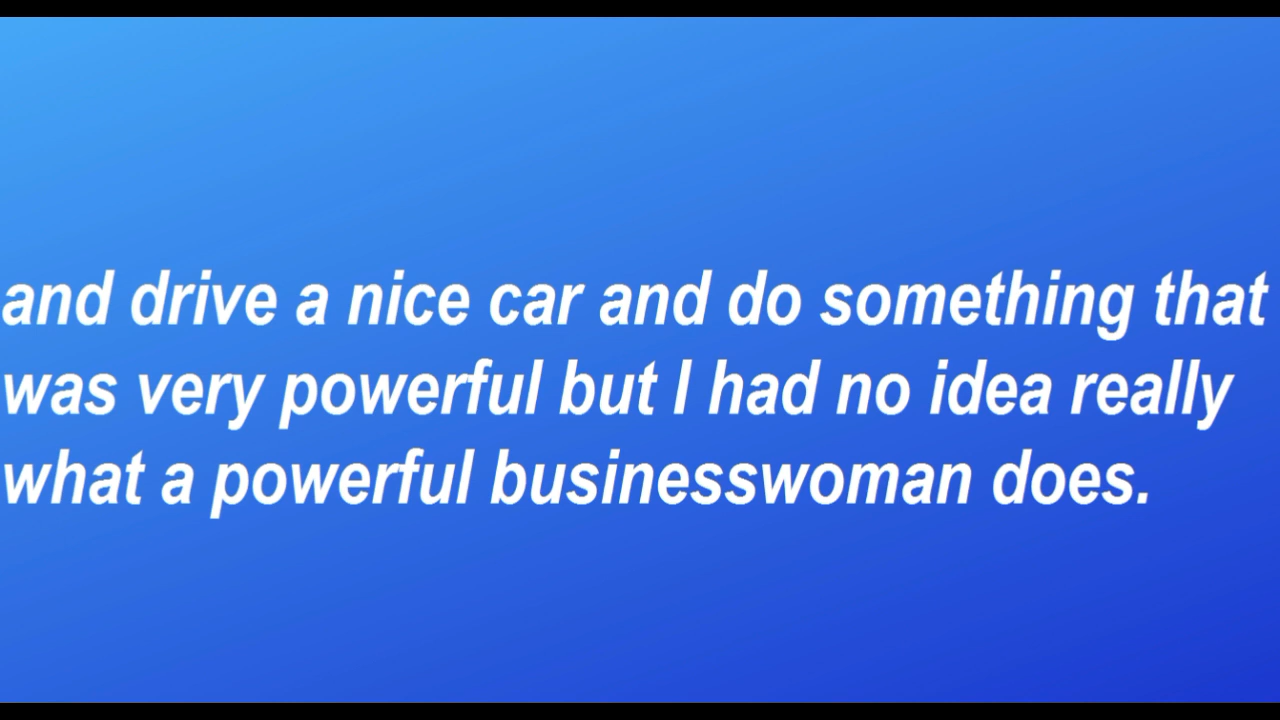 and drive a nice car and do something that
was very powerful but I had no idea really
what a powerful businesswoman does.